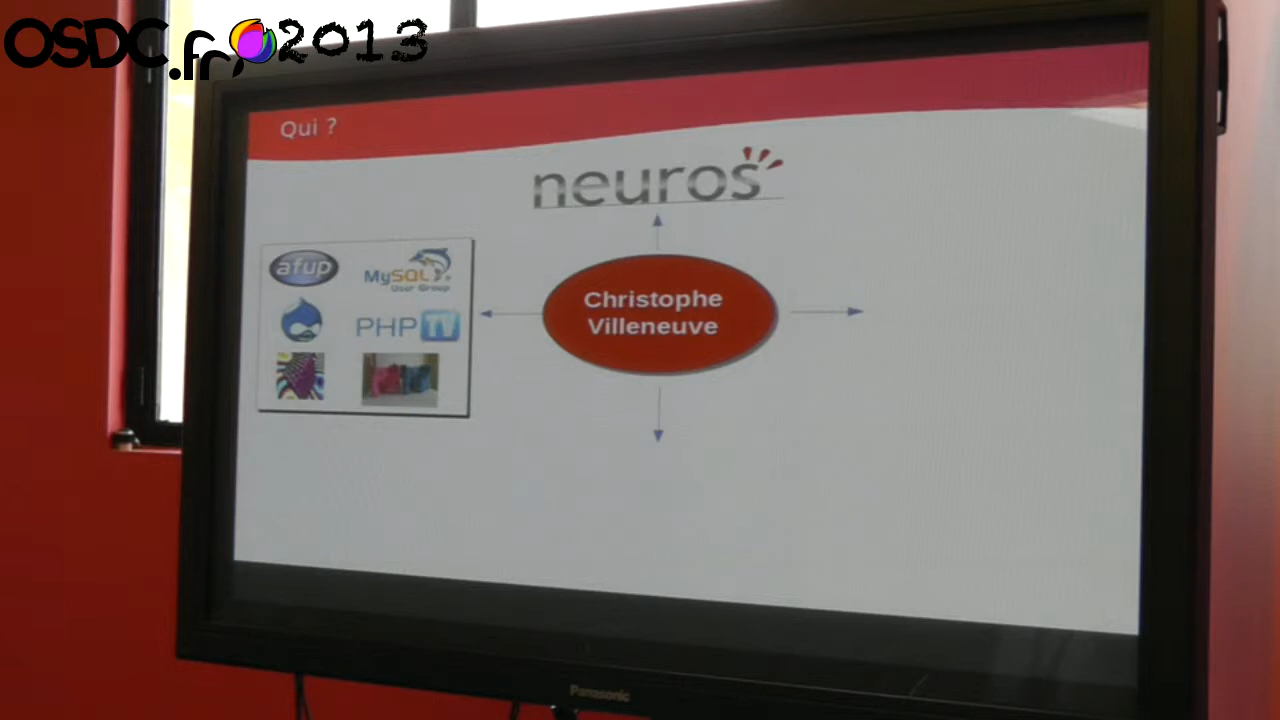 OSDC.fr 2013
Qui ?
neuros
afup
MySQL
User Group
PHP TV
Christophe
Villeneuve
Panasonic